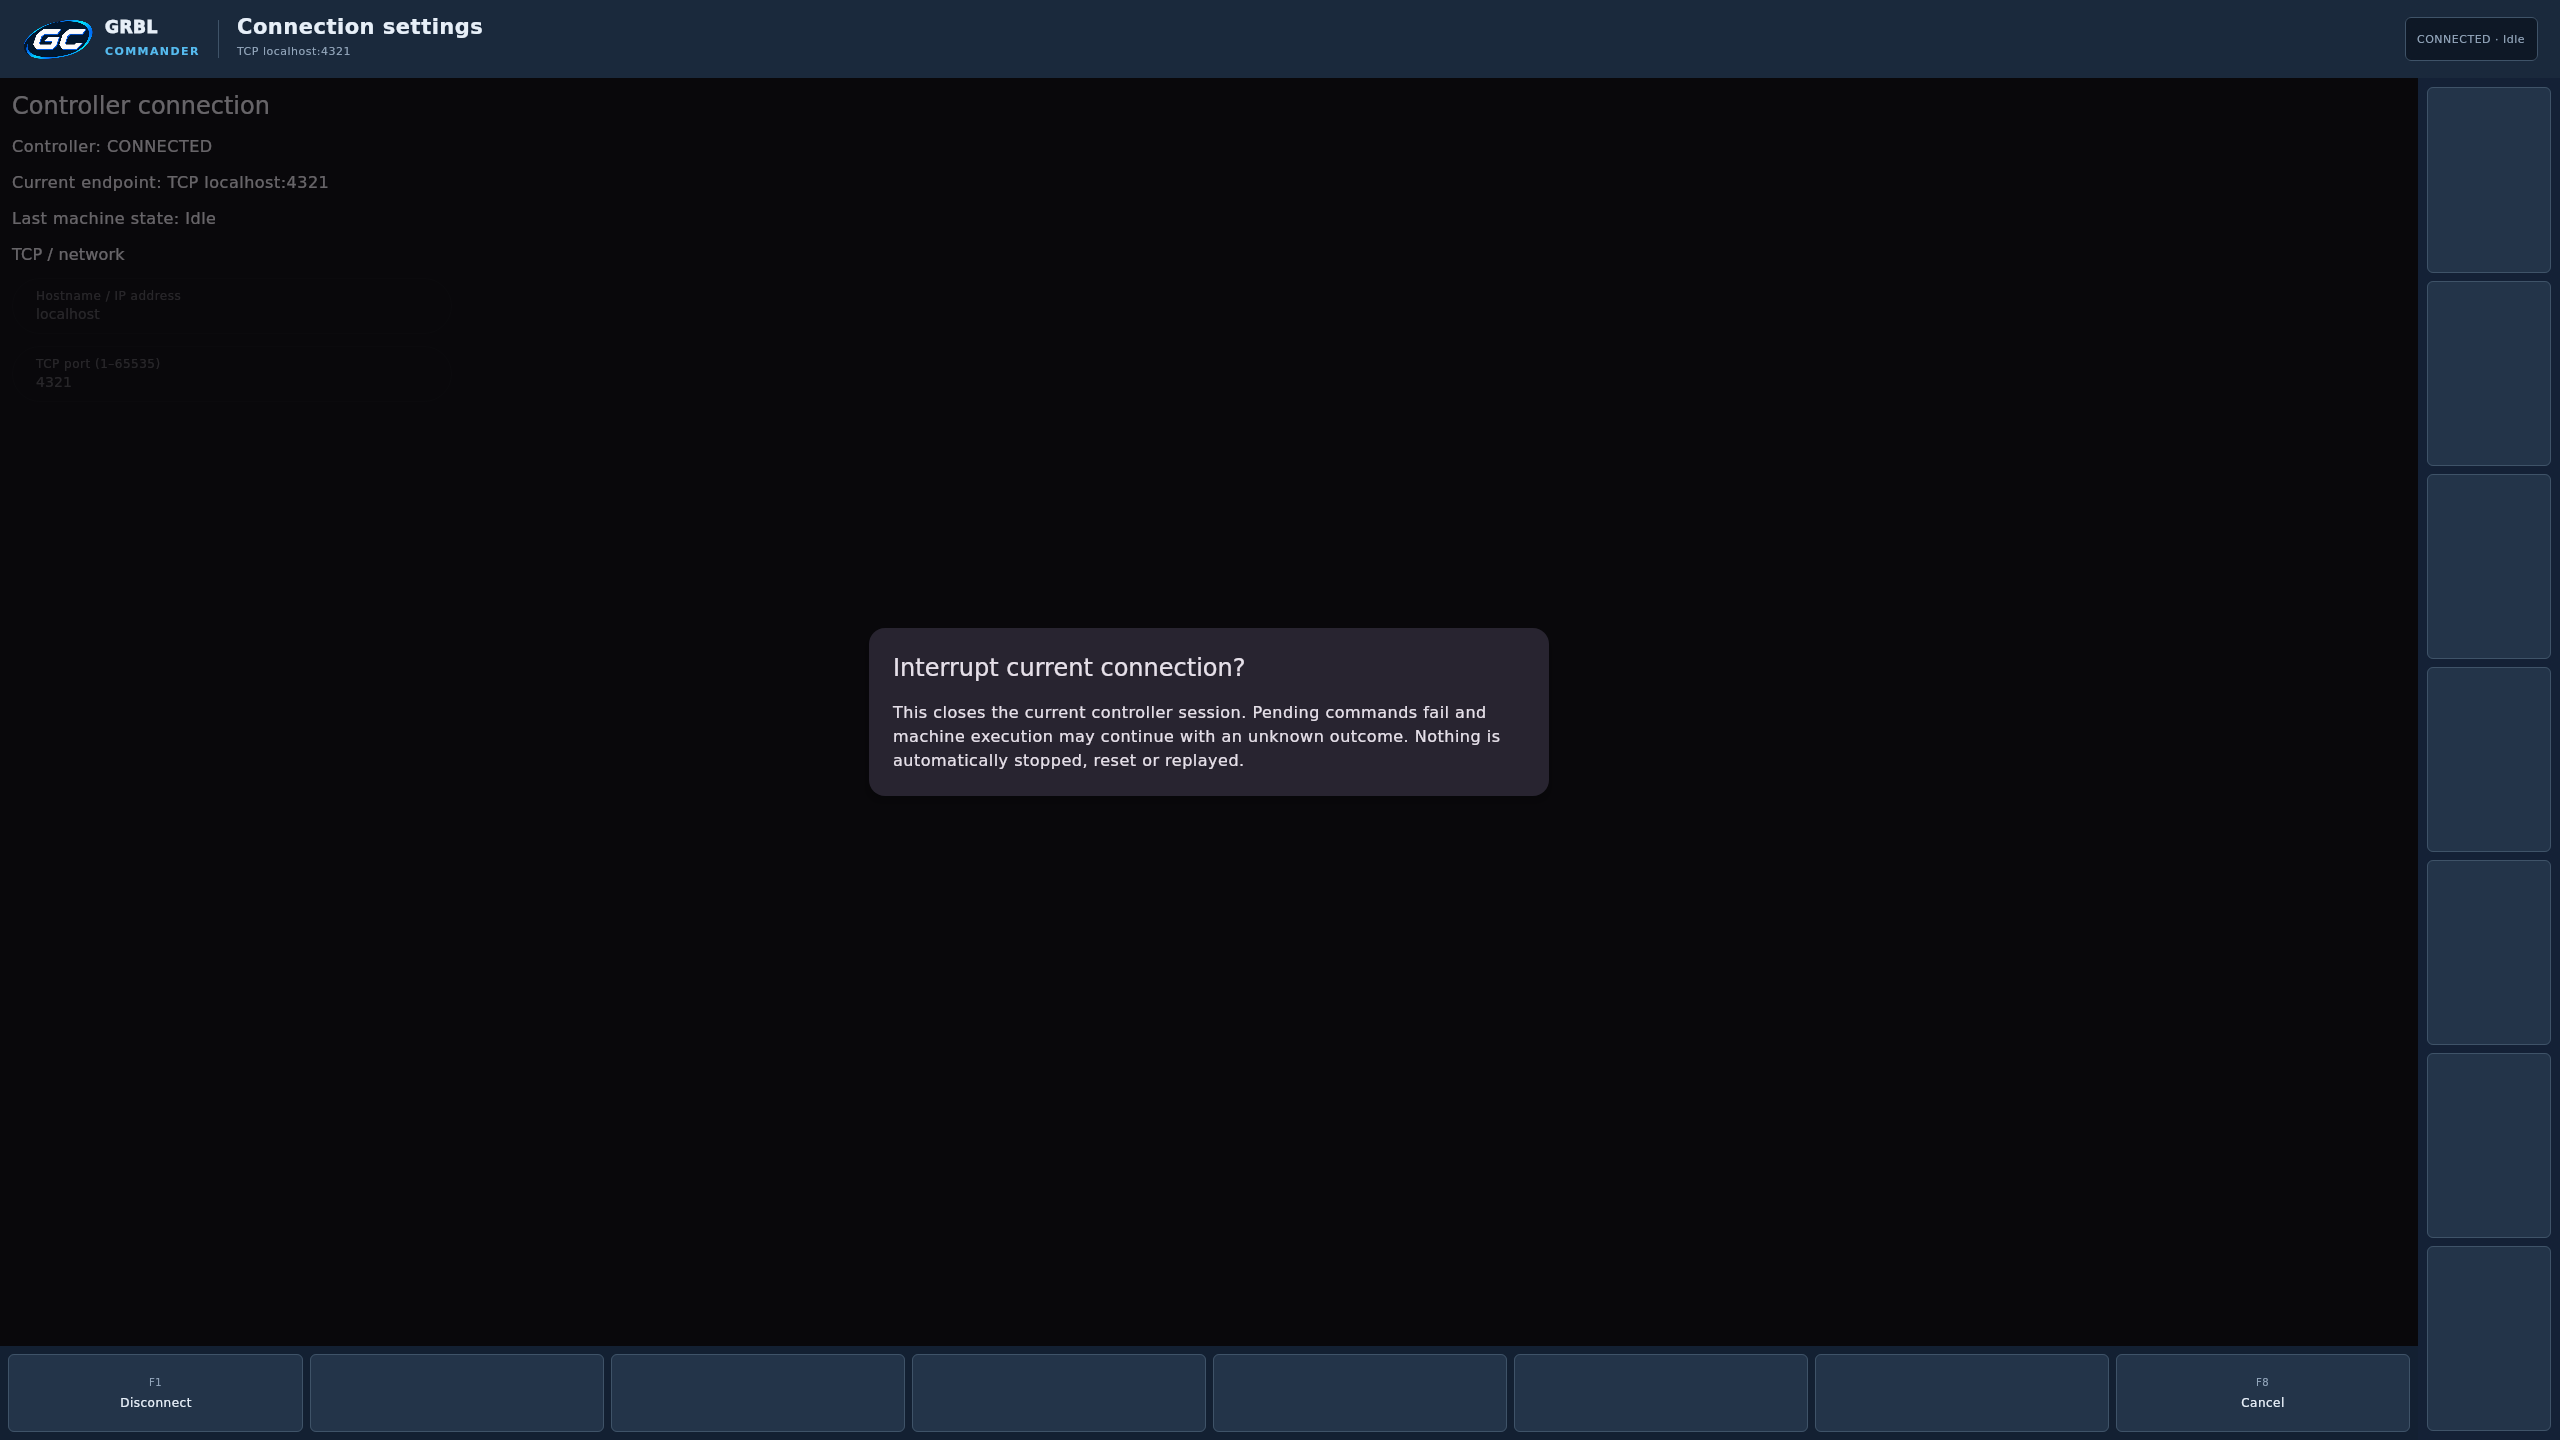 GC
GRBL
COMMANDER
Connection settings
TCP localhost:4321
CONNECTED · Idle
Controller connection
Controller: CONNECTED
Current endpoint: TCP localhost:4321
Last machine state: Idle
TCP / network
Hostname / IP address
localhost
TCP port (1–65535)
4321
Interrupt current connection?
This closes the current controller session. Pending commands fail and
machine execution may continue with an unknown outcome. Nothing is
automatically stopped, reset or replayed.
F1
Disconnect
F8
Cancel